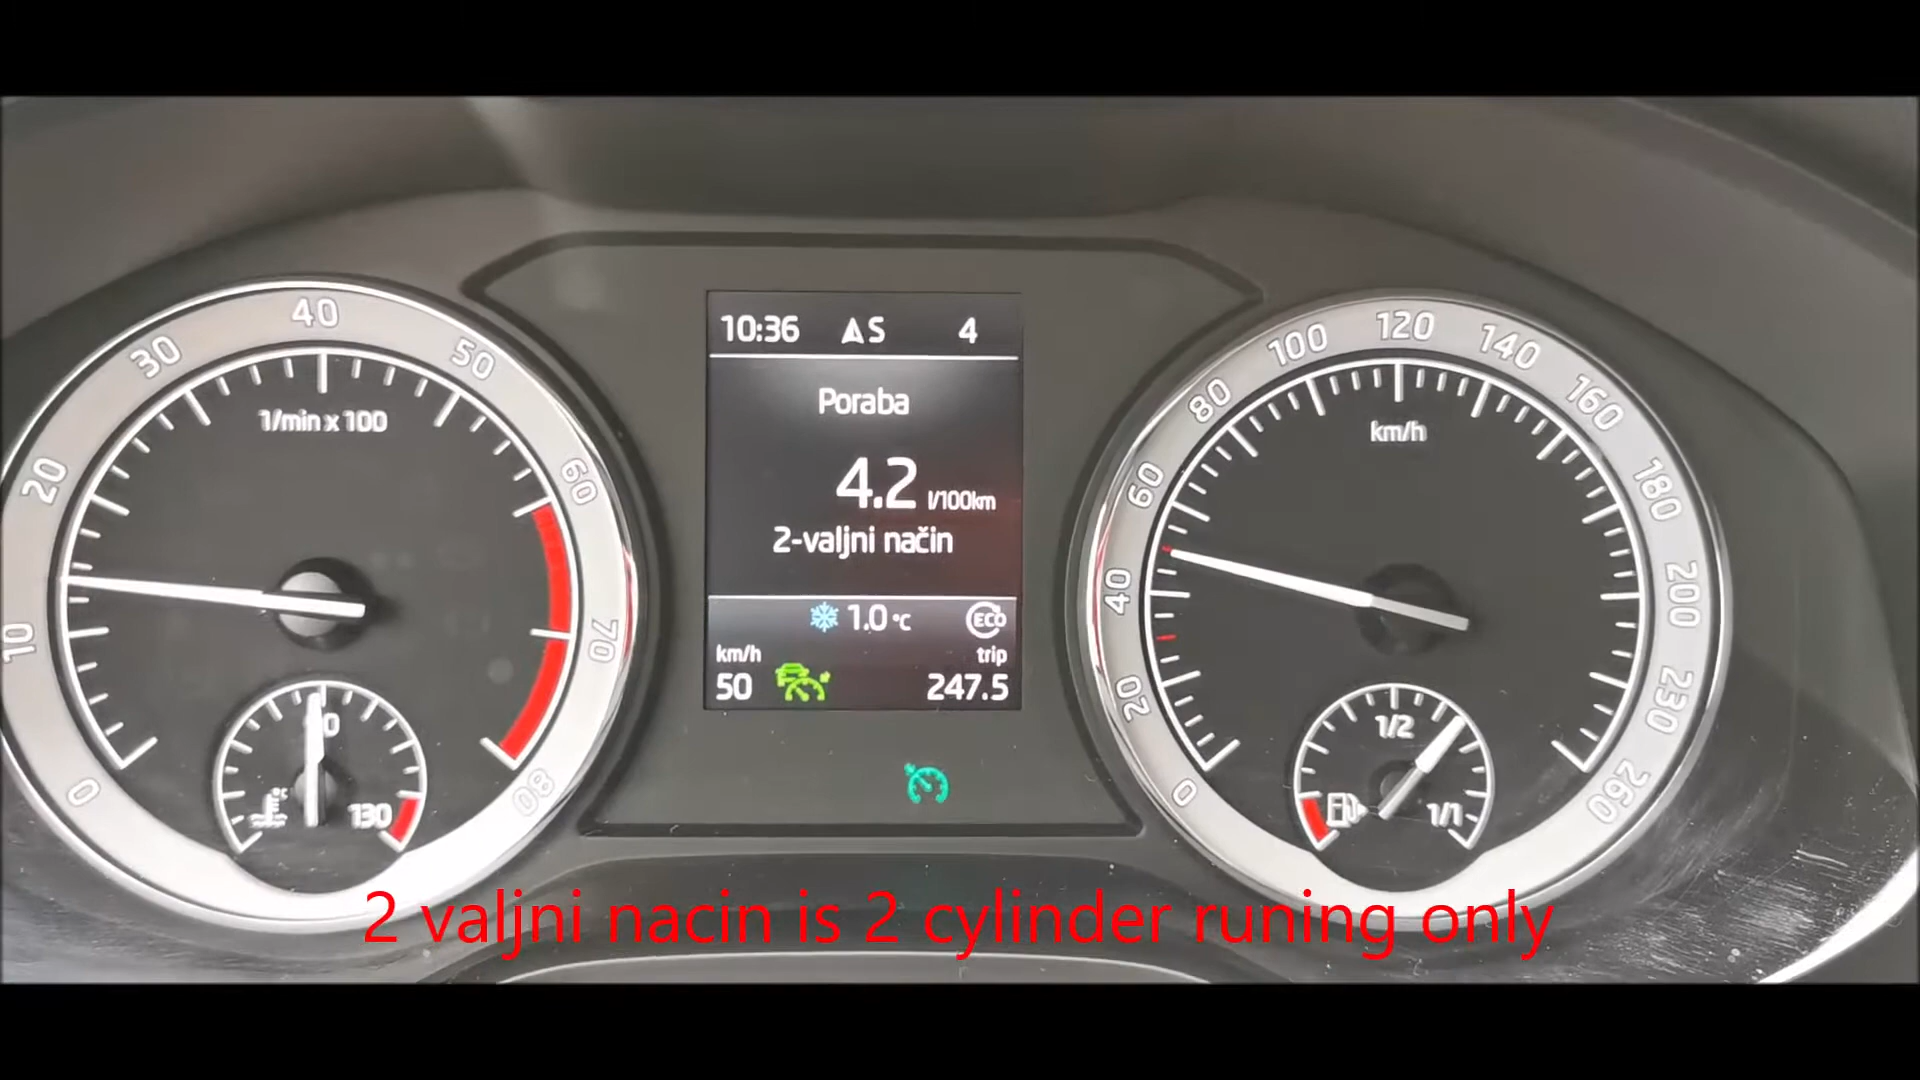 0
10
20
30
40
50
60
70
80
1/min x 100
°C
90
130
10:36 S 4
Poraba
4.2 l/100km
2-valjni način
1.0 °C ECO
km/h trip
50 247.5
0
20
40
60
80
100
120
140
160
180
200
230
260
km/h
1/2
1/1
2 valjni nacin is 2 cylinder runing only